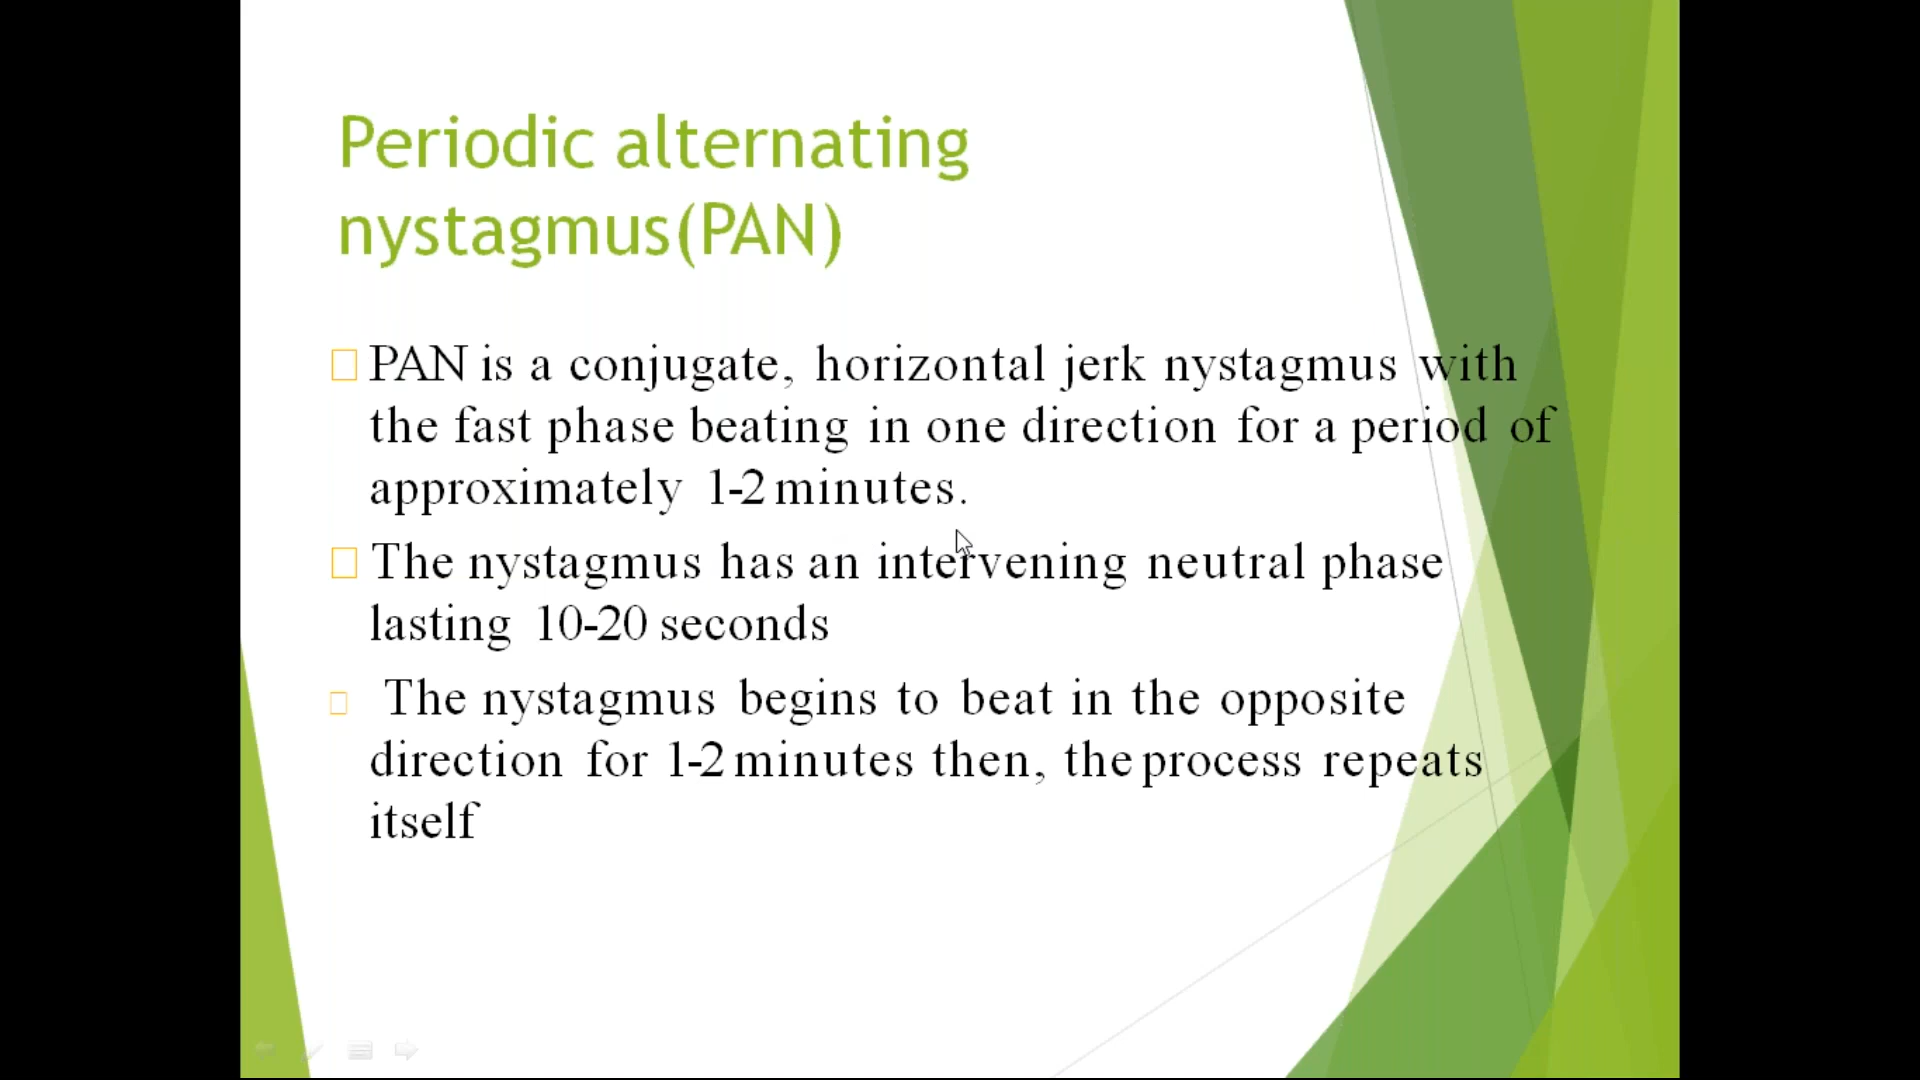 Periodic alternating
nystagmus(PAN)
PAN is a conjugate, horizontal jerk nystagmus with
the fast phase beating in one direction for a period of
approximately 1-2 minutes.
The nystagmus has an intervening neutral phase
lasting 10-20 seconds
The nystagmus begins to beat in the opposite
direction for 1-2 minutes then, the process repeats
itself